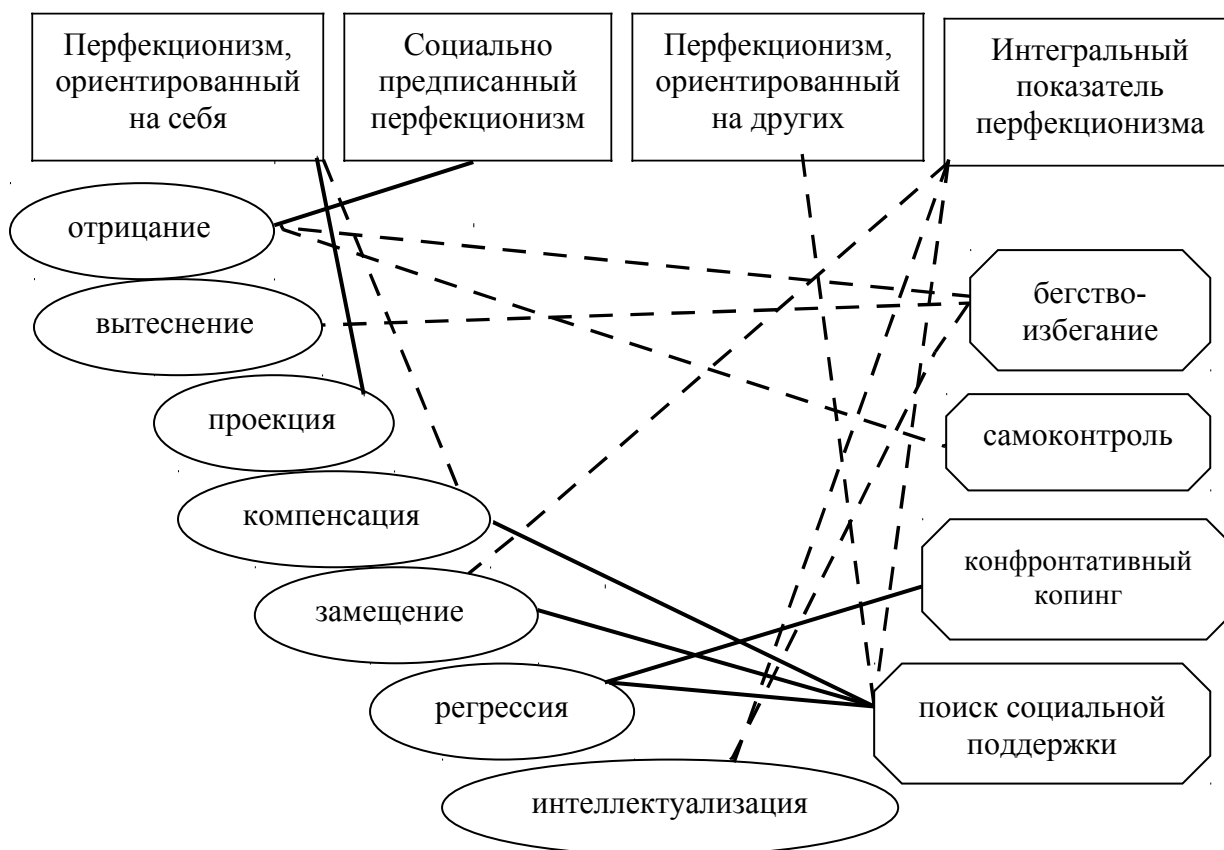 Перфекционизм,
ориентированный
на себя
Социально
предписанный
перфекционизм
Перфекционизм,
ориентированный
на других
Интегральный
показатель
перфекционизма
отрицание
вытеснение
проекция
компенсация
замещение
регрессия
интеллектуализация
бегство-
избегание
самоконтроль
конфронтативный
копинг
поиск социальной
поддержки